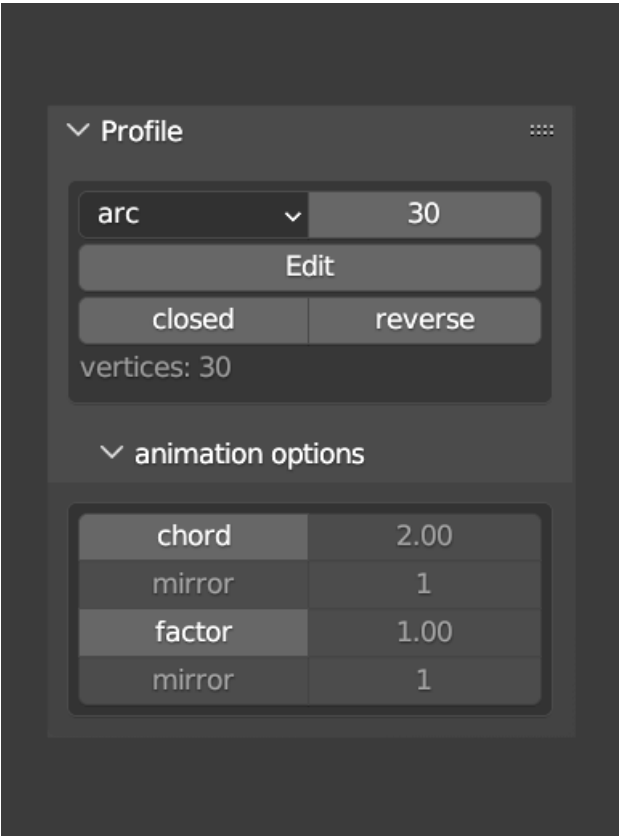 Profile
arc 30
Edit
closed reverse
vertices: 30
animation options
chord 2.00
mirror 1
factor 1.00
mirror 1